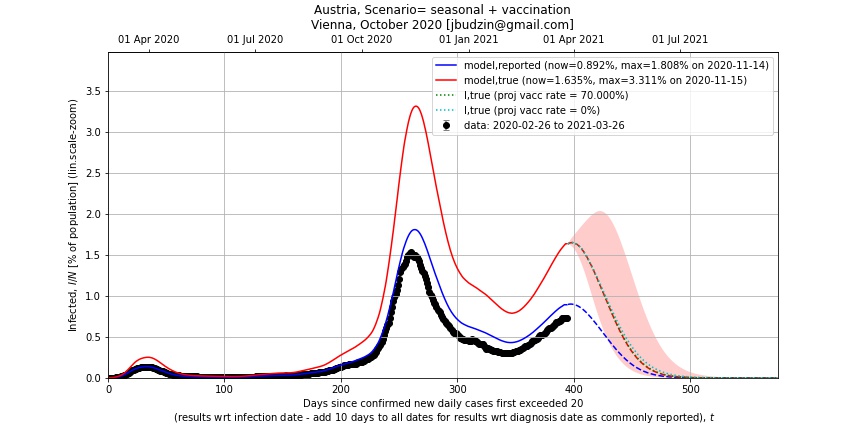 Austria, Scenario= seasonal + vaccination
Vienna, October 2020 [jbudzin@gmail.com]
01 Apr 2020 01 Jul 2020 01 Oct 2020 01 Jan 2021 01 Apr 2021 01 Jul 2021
model,reported (now=0.892%, max=1.808% on 2020-11-14)
model,true (now=1.635%, max=3.311% on 2020-11-15)
I,true (proj vacc rate = 70.000%)
I,true (proj vacc rate = 0%)
data: 2020-02-26 to 2021-03-26
Infected, I/N [% of population] (lin.scale-zoom)
3.5
3.0
2.5
2.0
1.5
1.0
0.5
0.0
0 100 200 300 400 500
Days since confirmed new daily cases first exceeded 20
(results wrt infection date - add 10 days to all dates for results wrt diagnosis date as commonly reported), t